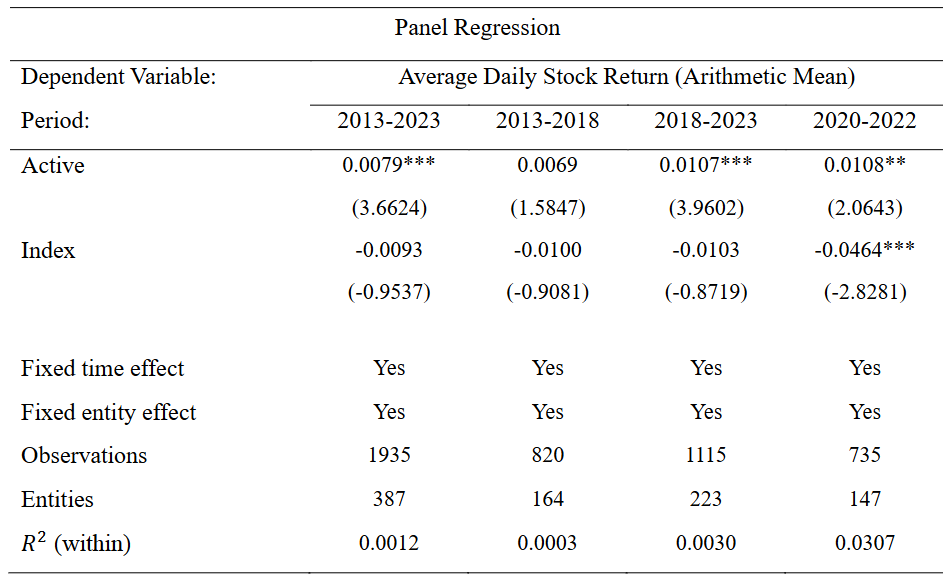 Panel Regression
Dependent Variable: Average Daily Stock Return (Arithmetic Mean)
Period: 2013-2023 2013-2018 2018-2023 2020-2022
Active 0.0079*** 0.0069 0.0107*** 0.0108**
(3.6624) (1.5847) (3.9602) (2.0643)
Index -0.0093 -0.0100 -0.0103 -0.0464***
(-0.9537) (-0.9081) (-0.8719) (-2.8281)
Fixed time effect Yes Yes Yes Yes
Fixed entity effect Yes Yes Yes Yes
Observations 1935 820 1115 735
Entities 387 164 223 147
R² (within) 0.0012 0.0003 0.0030 0.0307